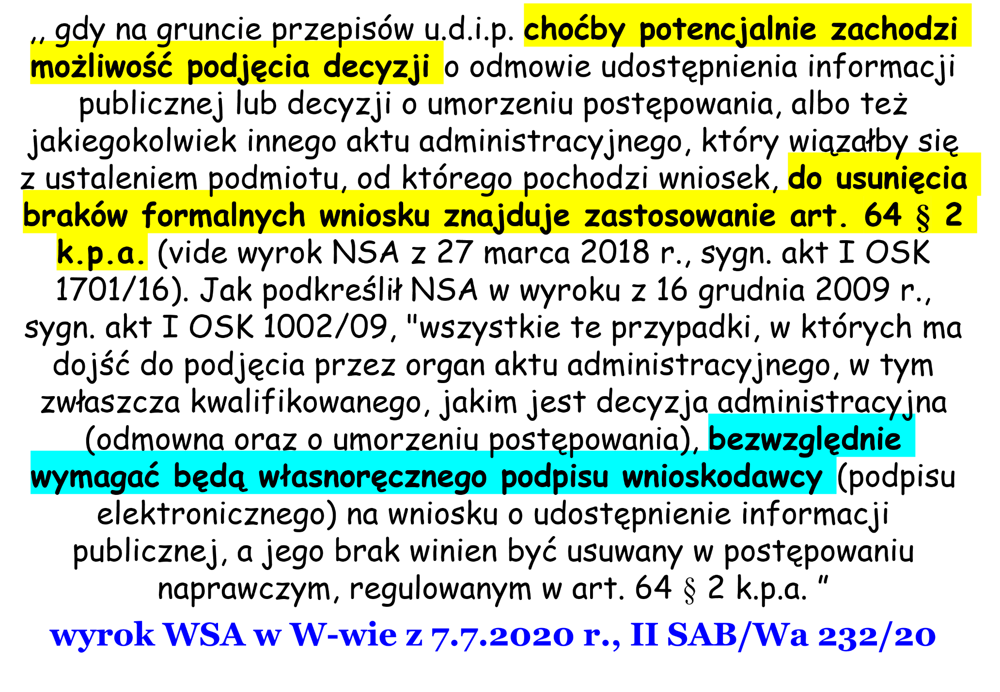 ,, gdy na gruncie przepisów u.d.i.p. choćby potencjalnie zachodzi
możliwość podjęcia decyzji o odmowie udostępnienia informacji
publicznej lub decyzji o umorzeniu postępowania, albo też
jakiegokolwiek innego aktu administracyjnego, który wiązałby się
z ustaleniem podmiotu, od którego pochodzi wniosek, do usunięcia
braków formalnych wniosku znajduje zastosowanie art. 64 § 2
k.p.a. (vide wyrok NSA z 27 marca 2018 r., sygn. akt I OSK
1701/16). Jak podkreślił NSA w wyroku z 16 grudnia 2009 r.,
sygn. akt I OSK 1002/09, "wszystkie te przypadki, w których ma
dojść do podjęcia przez organ aktu administracyjnego, w tym
zwłaszcza kwalifikowanego, jakim jest decyzja administracyjna
(odmowna oraz o umorzeniu postępowania), bezwzględnie
wymagać będą własnoręcznego podpisu wnioskodawcy (podpisu
elektronicznego) na wniosku o udostępnienie informacji
publicznej, a jego brak winien być usuwany w postępowaniu
naprawczym, regulowanym w art. 64 § 2 k.p.a. ”
wyrok WSA w W-wie z 7.7.2020 r., II SAB/Wa 232/20